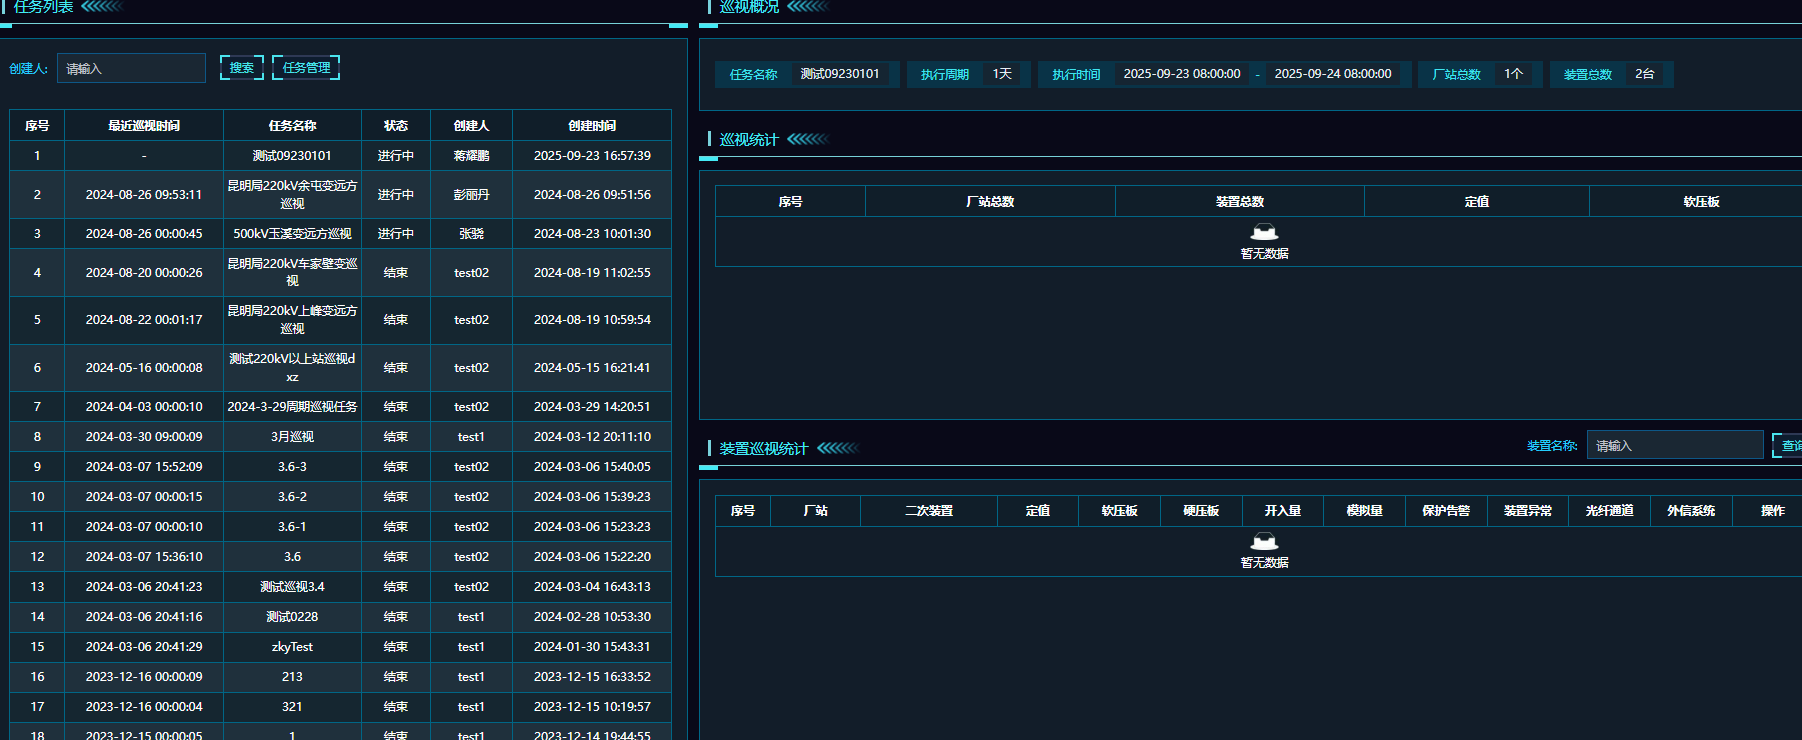 任务列表
创建人: 请输入 搜索 任务管理
序号 最近巡视时间 任务名称 状态 创建人 创建时间
1 - 测试09230101 进行中 蒋耀鹏 2025-09-23 16:57:39
2 2024-08-26 09:53:11 昆明局220kV余屯变远方巡视 进行中 彭丽丹 2024-08-26 09:51:56
3 2024-08-26 00:00:45 500kV玉溪变远方巡视 进行中 张骁 2024-08-23 10:01:30
4 2024-08-20 00:00:26 昆明局220kV车家壁变巡视 结束 test02 2024-08-19 11:02:55
5 2024-08-22 00:01:17 昆明局220kV上峰变远方巡视 结束 test02 2024-08-19 10:59:54
6 2024-05-16 00:00:08 测试220kV以上站巡视dxz 结束 test02 2024-05-15 16:21:41
7 2024-04-03 00:00:10 2024-3-29周期巡视任务 结束 test02 2024-03-29 14:20:51
8 2024-03-30 09:00:09 3月巡视 结束 test1 2024-03-12 20:11:10
9 2024-03-07 15:52:09 3.6-3 结束 test02 2024-03-06 15:40:05
10 2024-03-07 00:00:15 3.6-2 结束 test02 2024-03-06 15:39:23
11 2024-03-07 00:00:10 3.6-1 结束 test02 2024-03-06 15:23:23
12 2024-03-07 15:36:10 3.6 结束 test02 2024-03-06 15:22:20
13 2024-03-06 20:41:23 测试巡视3.4 结束 test02 2024-03-04 16:43:13
14 2024-03-06 20:41:16 测试0228 结束 test1 2024-02-28 10:53:30
15 2024-03-06 20:41:29 zkyTest 结束 test1 2024-01-30 15:43:31
16 2023-12-16 00:00:09 213 结束 test1 2023-12-15 16:33:52
17 2023-12-16 00:00:04 321 结束 test1 2023-12-15 10:19:57
18 2023-12-15 00:00:05 1 结束 test1 2023-12-14 19:44:55
巡视概况
任务名称 测试09230101 执行周期 1天 执行时间 2025-09-23 08:00:00 - 2025-09-24 08:00:00 厂站总数 1个 装置总数 2台
巡视统计
序号 厂站总数 装置总数 定值 软压板
暂无数据
装置巡视统计 装置名称: 请输入 查询
序号 厂站 二次装置 定值 软压板 硬压板 开入量 模拟量 保护告警 装置异常 光纤通道 外信系统 操作
暂无数据